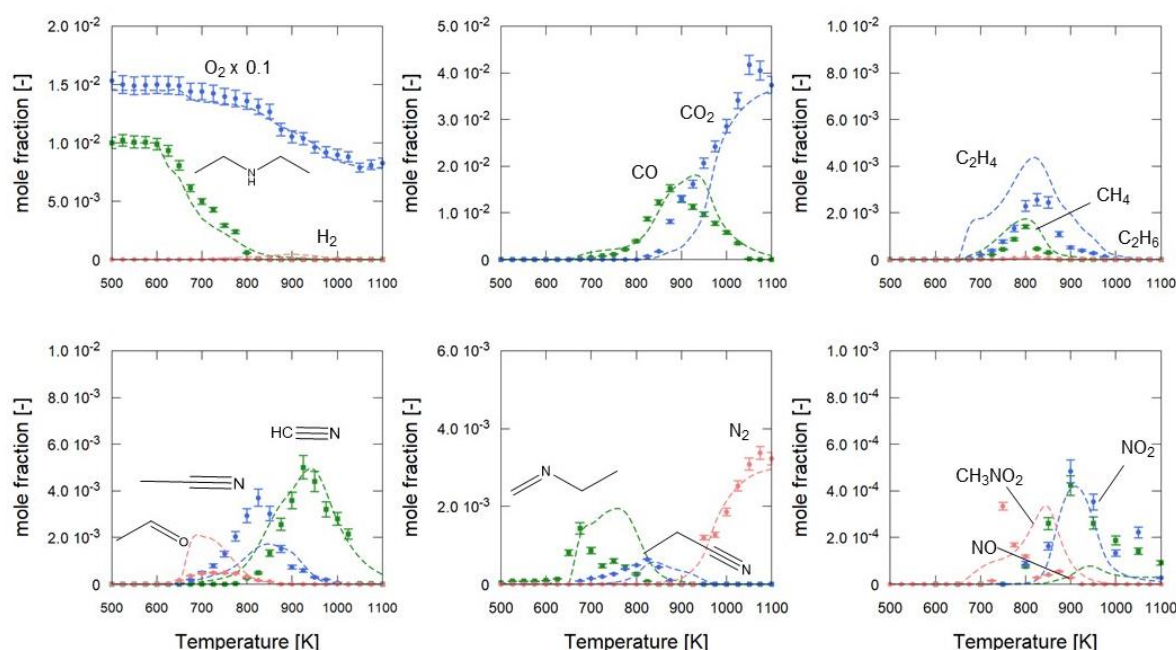 2.0 10⁻²
1.5 10⁻²
1.0 10⁻²
5.0 10⁻³
0
mole fraction [-]
O₂ x 0.1
N
H
H₂
500 600 700 800 900 1000 1100
5.0 10⁻²
4.0 10⁻²
3.0 10⁻²
2.0 10⁻²
1.0 10⁻²
0
mole fraction [-]
CO₂
CO
500 600 700 800 900 1000 1100
1.0 10⁻²
8.0 10⁻³
6.0 10⁻³
4.0 10⁻³
2.0 10⁻³
0
mole fraction [-]
C₂H₄
CH₄
C₂H₆
500 600 700 800 900 1000 1100
1.0 10⁻²
8.0 10⁻³
6.0 10⁻³
4.0 10⁻³
2.0 10⁻³
0
mole fraction [-]
HC N
N
O
500 600 700 800 900 1000 1100
Temperature [K]
6.0 10⁻³
4.0 10⁻³
2.0 10⁻³
0
mole fraction [-]
N₂
N
N
500 600 700 800 900 1000 1100
Temperature [K]
1.0 10⁻³
8.0 10⁻⁴
6.0 10⁻⁴
4.0 10⁻⁴
2.0 10⁻⁴
0
mole fraction [-]
NO₂
CH₃NO₂
NO
500 600 700 800 900 1000 1100
Temperature [K]